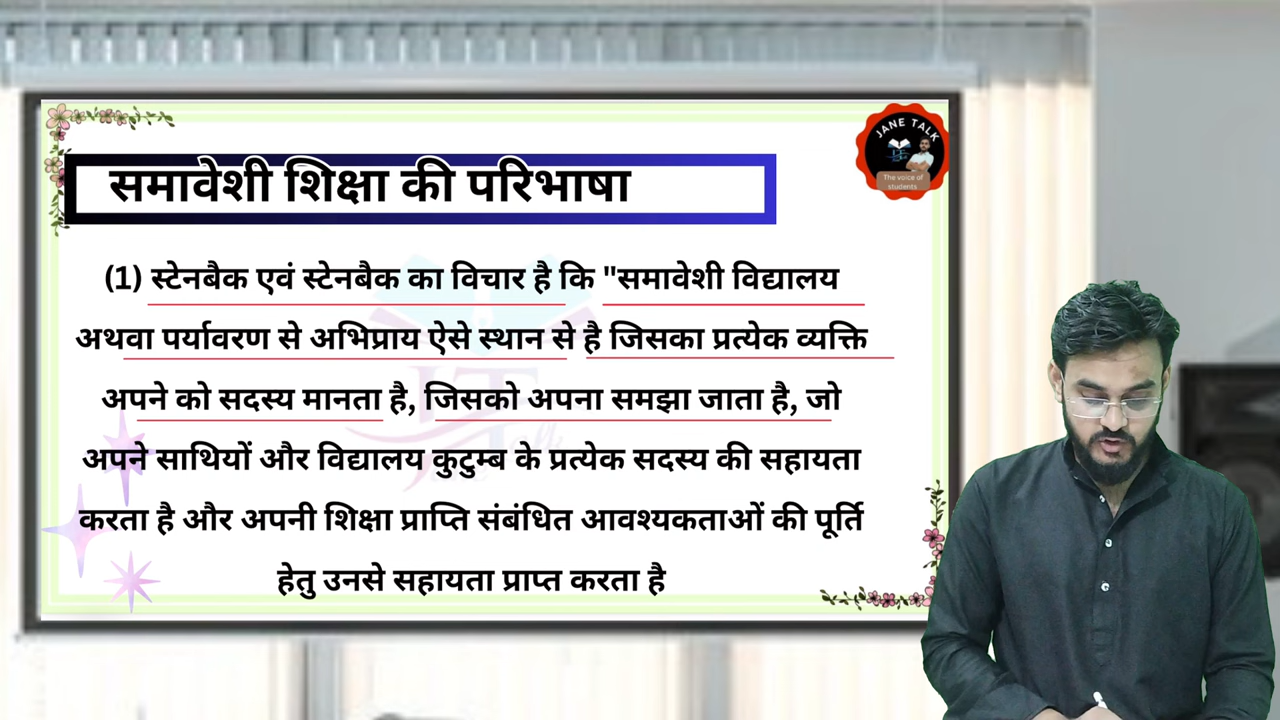 समावेशी शिक्षा की परिभाषा
JANE TALK
The voice of
students
(1) स्टेनबैक एवं स्टेनबैक का विचार है कि "समावेशी विद्यालय
अथवा पर्यावरण से अभिप्राय ऐसे स्थान से है जिसका प्रत्येक व्यक्ति
अपने को सदस्य मानता है, जिसको अपना समझा जाता है, जो
अपने साथियों और विद्यालय कुटुम्ब के प्रत्येक सदस्य की सहायता
करता है और अपनी शिक्षा प्राप्ति संबंधित आवश्यकताओं की पूर्ति
हेतु उनसे सहायता प्राप्त करता है